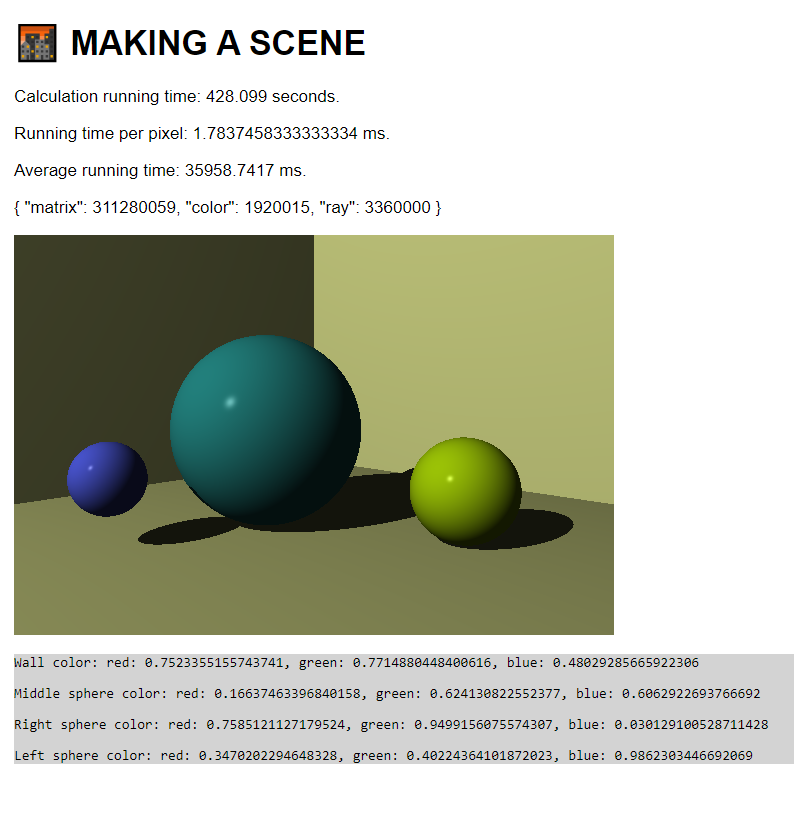 MAKING A SCENE
Calculation running time: 428.099 seconds.
Running time per pixel: 1.7837458333333334 ms.
Average running time: 35958.7417 ms.
{ "matrix": 311280059, "color": 1920015, "ray": 3360000 }
Wall color: red: 0.7523355155743741, green: 0.7714880448400616, blue: 0.48029285665922306
Middle sphere color: red: 0.16637463396840158, green: 0.624130822552377, blue: 0.6062922693766692
Right sphere color: red: 0.7585121127179524, green: 0.9499156075574307, blue: 0.030129100528711428
Left sphere color: red: 0.3470202294648328, green: 0.40224364101872023, blue: 0.9862303446692069